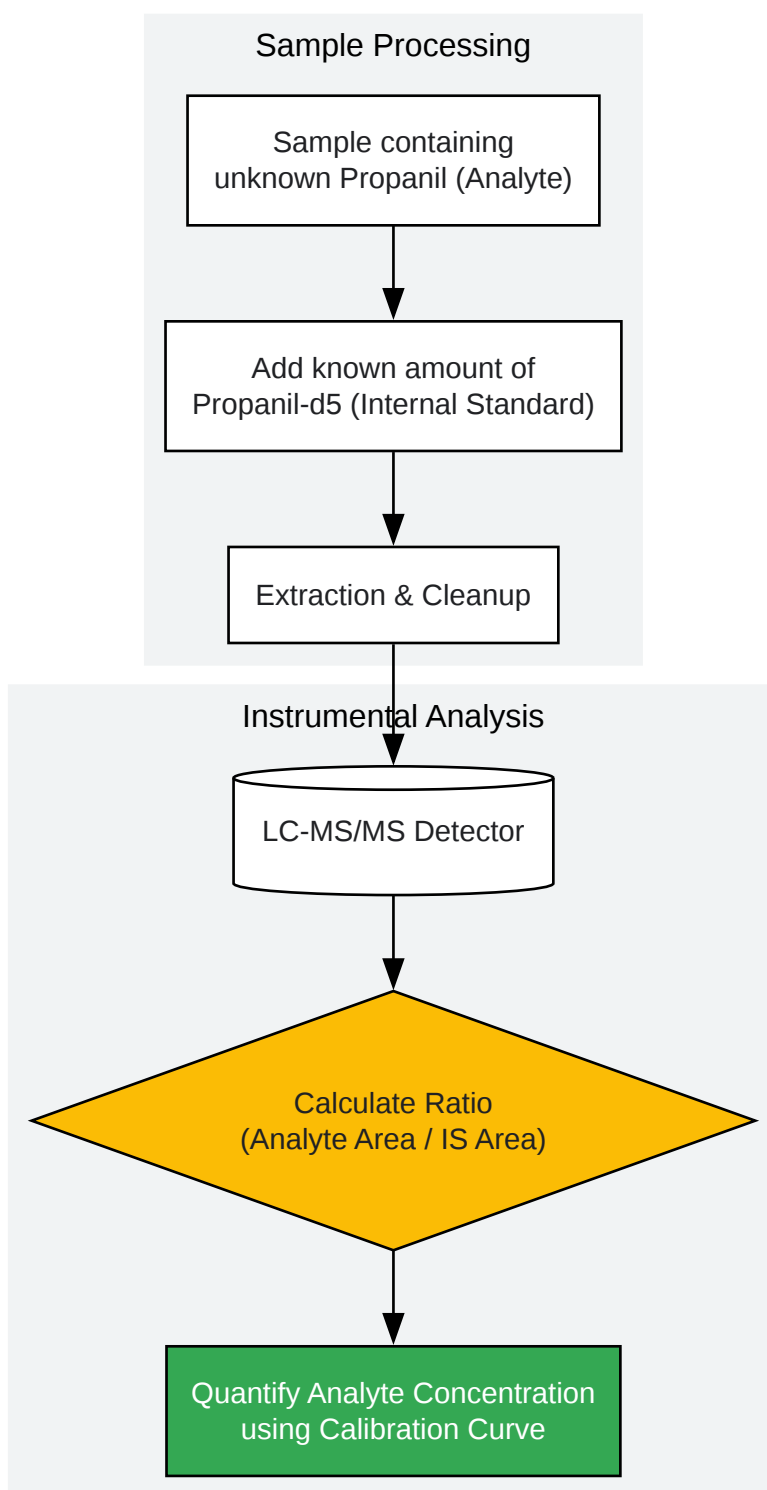 Sample Processing
Sample containing
unknown Propanil (Analyte)
Add known amount of
Propanil-d5 (Internal Standard)
Extraction & Cleanup
Instrumental Analysis
LC-MS/MS Detector
Calculate Ratio
(Analyte Area / IS Area)
Quantify Analyte Concentration
using Calibration Curve